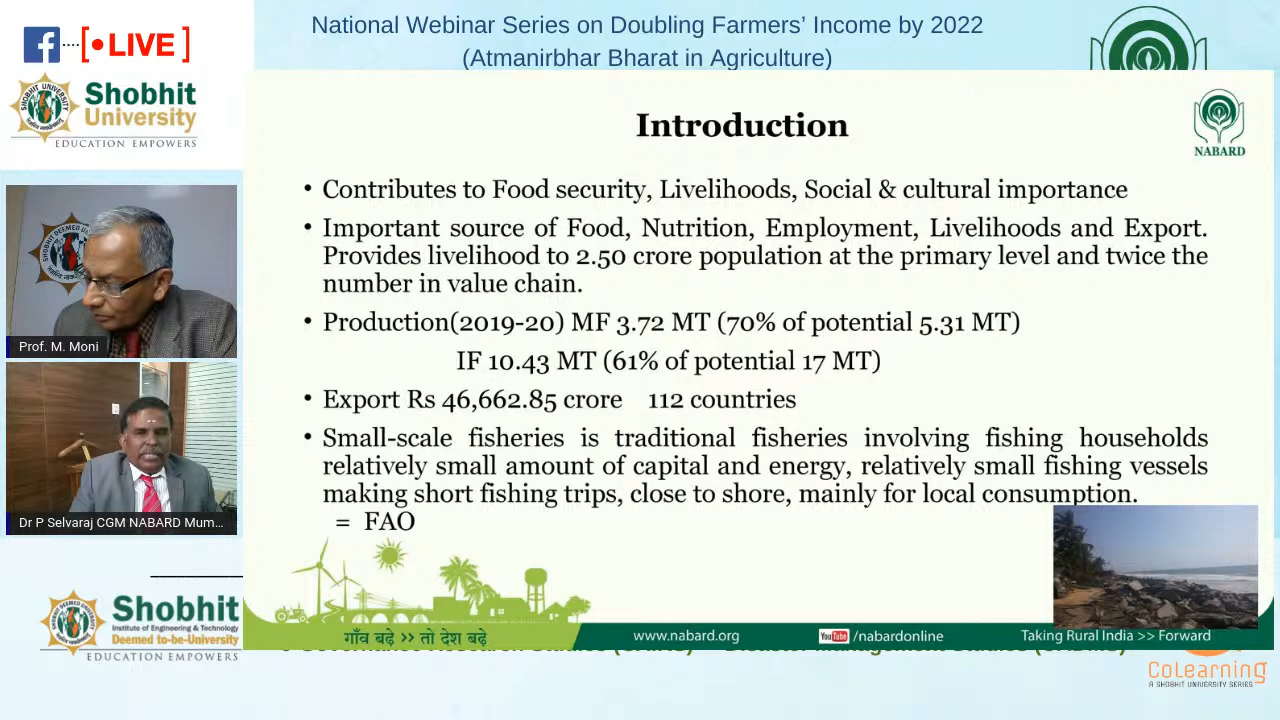 National Webinar Series on Doubling Farmers' Income by 2022
(Atmanirbhar Bharat in Agriculture)
f ····[•LIVE]
Shobhit
University
EDUCATION EMPOWERS
Introduction
NABARD
• Contributes to Food security, Livelihoods, Social & cultural importance
• Important source of Food, Nutrition, Employment, Livelihoods and Export.
Provides livelihood to 2.50 crore population at the primary level and twice the
number in value chain.
• Production(2019-20) MF 3.72 MT (70% of potential 5.31 MT)
IF 10.43 MT (61% of potential 17 MT)
• Export Rs 46,662.85 crore 112 countries
• Small-scale fisheries is traditional fisheries involving fishing households
relatively small amount of capital and energy, relatively small fishing vessels
making short fishing trips, close to shore, mainly for local consumption.
= FAO
Prof. M. Moni
Dr P Selvaraj CGM NABARD Mum...
Shobhit
Institute of Engineering & Technology
Deemed to-be-University
EDUCATION EMPOWERS
गाँव बढ़े >> तो देश बढ़े
www.nabard.org
YouTube /nabardonline
Taking Rural India >> Forward
CoLearning
A SHOBHIT UNIVERSITY SERIES